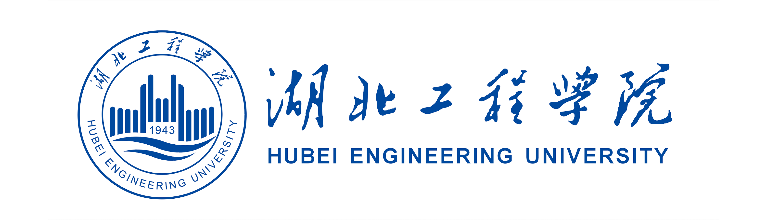 湖北工程学院
1943
HUBEI ENGINEERING UNIVERSITY
湖北工程学院
HUBEI ENGINEERING UNIVERSITY